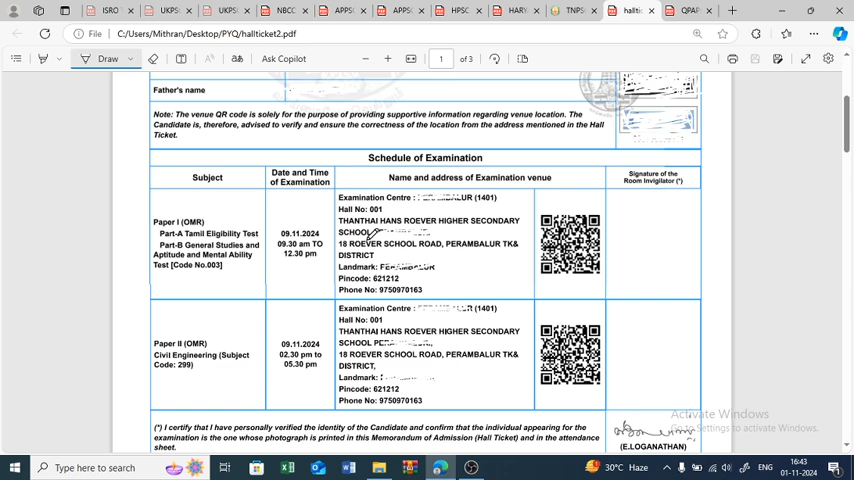 ISRO
UKPS
UKPS
NBCC
APPS
APPS
HPSC
HARY
TNPS
hallt
QPAP
File
C:/Users/Mithran/Desktop/PYQ/hallticket2.pdf
Draw
Ask Copilot
1
of 3
Father's name
Note: The venue QR code is solely for the purpose of providing supportive information regarding venue location. The
Candidate is, therefore, advised to verify and ensure the correctness of the location from the address mentioned in the Hall
Ticket.
Schedule of Examination
Subject
Date and Time
of Examination
Name and address of Examination venue
Signature of the
Room Invigilator (*)
Paper I (OMR)
Part-A Tamil Eligibility Test
Part-B General Studies and
Aptitude and Mental Ability
Test [Code No.003]
09.11.2024
09.30 am TO
12.30 pm
Examination Centre : PERAMBALUR (1401)
Hall No: 001
THANTHAI HANS ROEVER HIGHER SECONDARY
SCHOOL
18 ROEVER SCHOOL ROAD, PERAMBALUR TK&
DISTRICT
Landmark: PERAMBALUR
Pincode: 621212
Phone No: 9750970163
Paper II (OMR)
Civil Engineering (Subject
Code: 299)
09.11.2024
02.30 pm to
05.30 pm
Examination Centre : (1401)
Hall No: 001
THANTHAI HANS ROEVER HIGHER SECONDARY
SCHOOL
18 ROEVER SCHOOL ROAD, PERAMBALUR TK&
DISTRICT,
Landmark:
Pincode: 621212
Phone No: 9750970163
(*) I certify that I have personally verified the identity of the Candidate and confirm that the individual appearing for the
examination is the one whose photograph is printed in this Memorandum of Admission (Hall Ticket) and in the attendance
sheet.
(E.LOGANATHAN)
Activate Windows
Go to Settings to activate Windows.
Type here to search
30°C Haze
ENG
16:43
01-11-2024